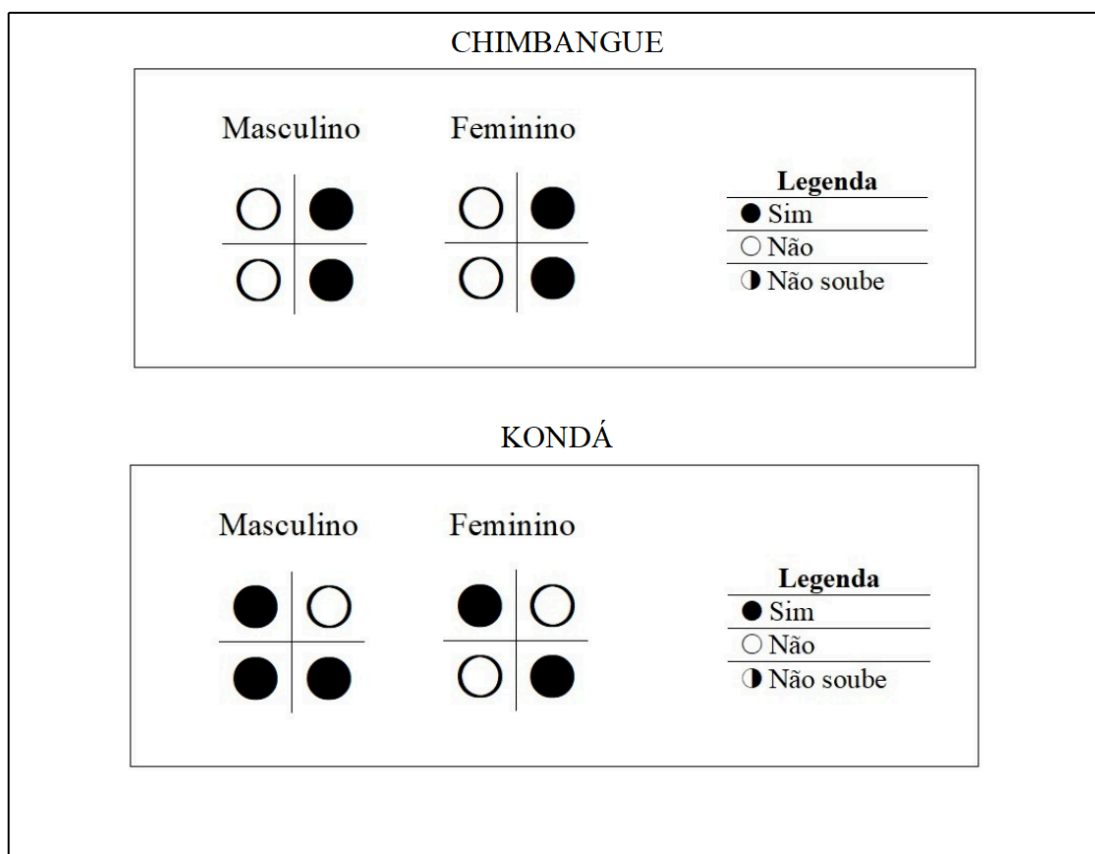 CHIMBANGUE
Masculino Feminino
Legenda
Sim
Não
Não soube
KONDÁ
Masculino Feminino
Legenda
Sim
Não
Não soube